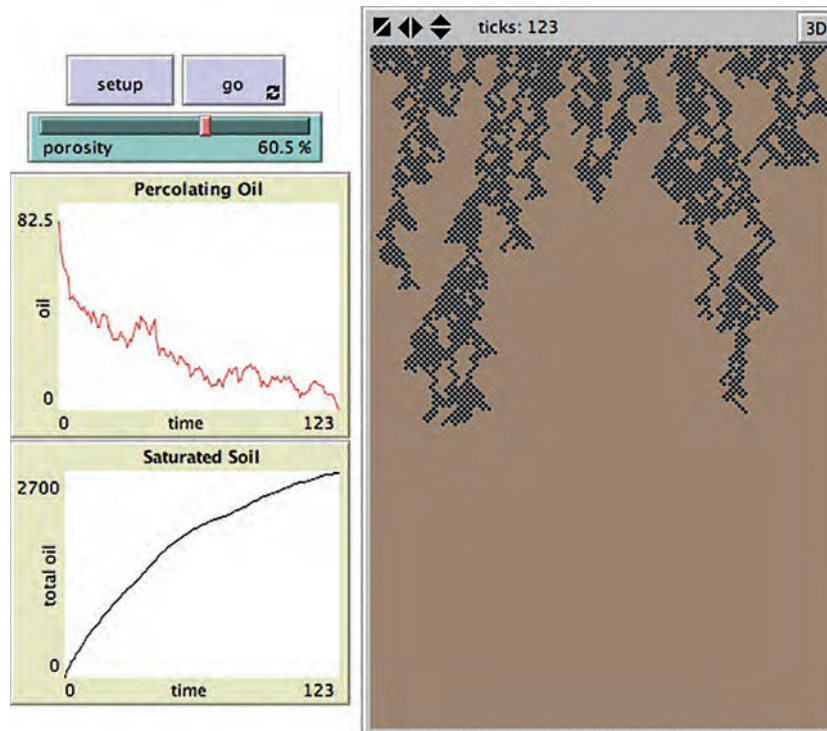 setup
go
porosity 60.5 %
Percolating Oil
82.5
oil
0
0 time 123
Saturated Soil
2700
total oil
0
0 time 123
ticks: 123
3D